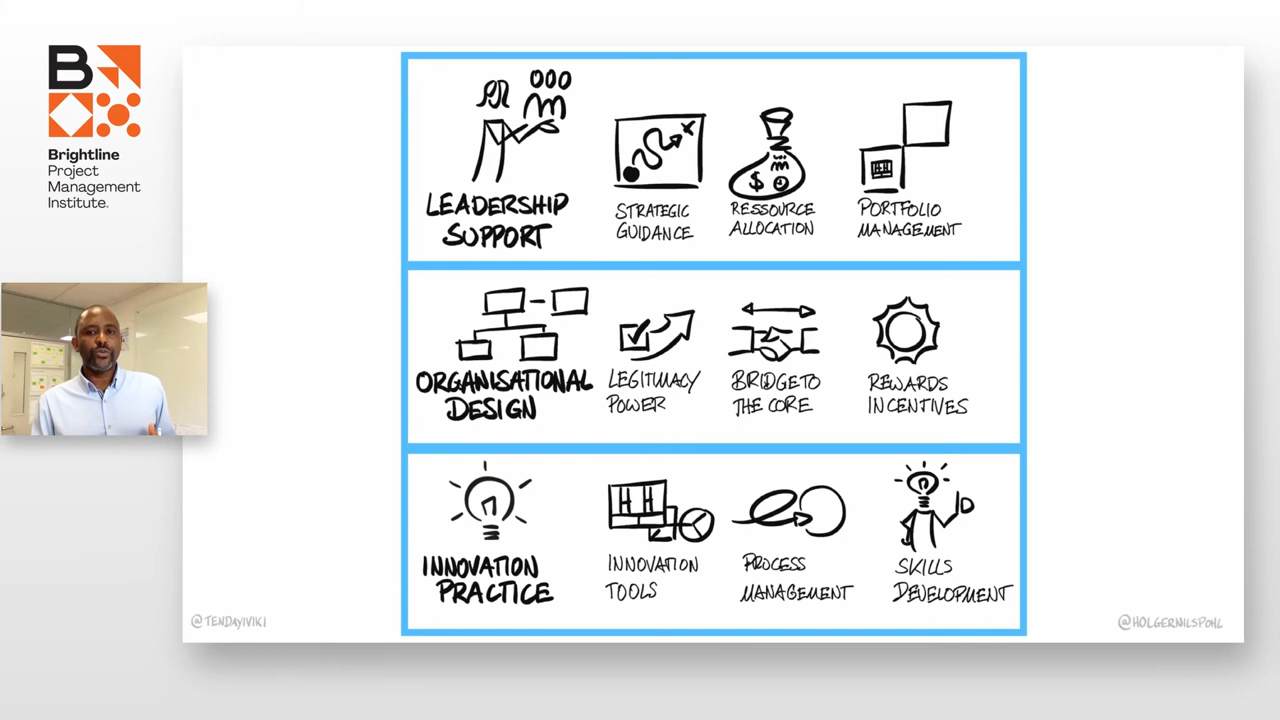 B
Brightline
Project
Management
Institute.
LEADERSHIP
SUPPORT
STRATEGIC
GUIDANCE
RESSOURCE
ALLOCATION
PORTFOLIO
MANAGEMENT
ORGANISATIONAL
DESIGN
LEGITIMACY
POWER
BRIDGE TO
THE CORE
REWARDS
INCENTIVES
INNOVATION
PRACTICE
INNOVATION
TOOLS
PROCESS
MANAGEMENT
SKILLS
DEVELOPMENT
@TENDAYIVIKI
@HOLGERNILSPOHL